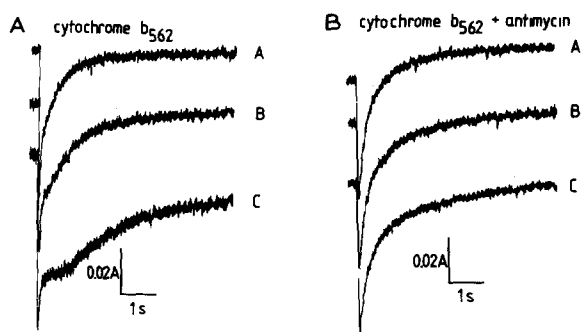 A cytochrome b562
A
B
C
0.02A
1s
B cytochrome b562 + antimycin
A
B
C
0.02A
1s